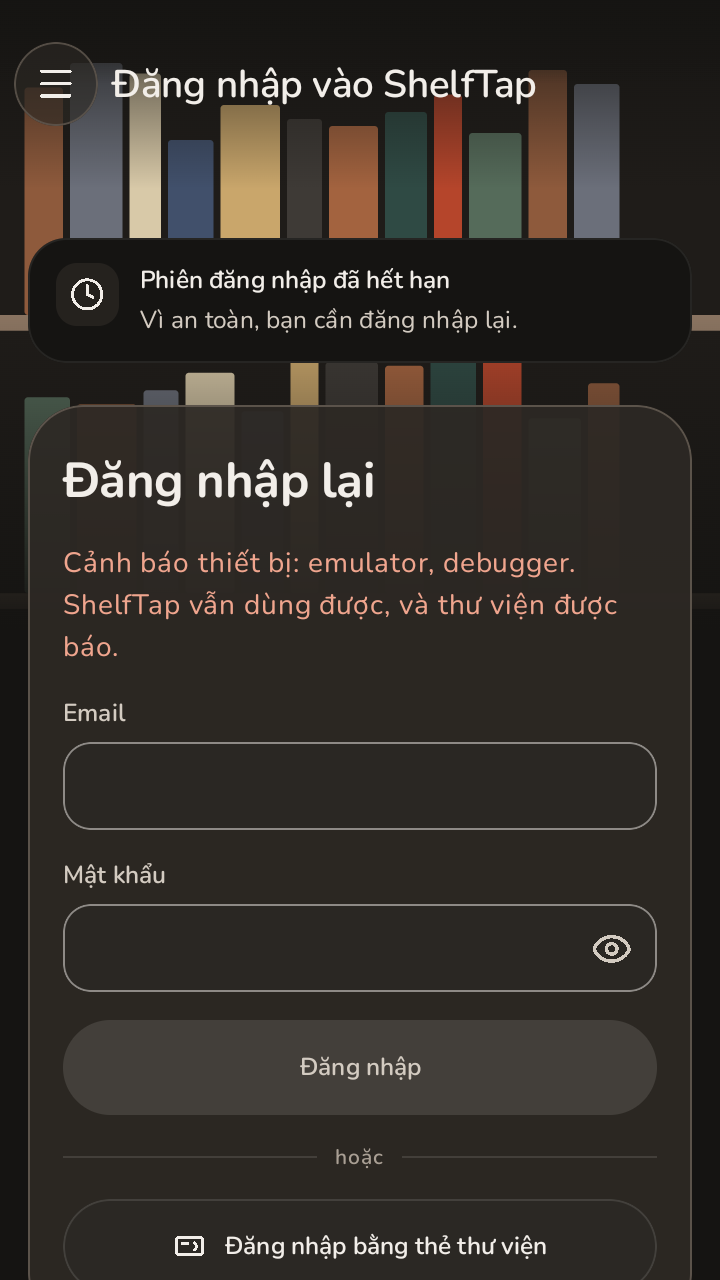 Đăng nhập vào ShelfTap
Phiên đăng nhập đã hết hạn
Vì an toàn, bạn cần đăng nhập lại.
Đăng nhập lại
Cảnh báo thiết bị: emulator, debugger.
ShelfTap vẫn dùng được, và thư viện được
báo.
Email
Mật khẩu
Đăng nhập
hoặc
Đăng nhập bằng thẻ thư viện